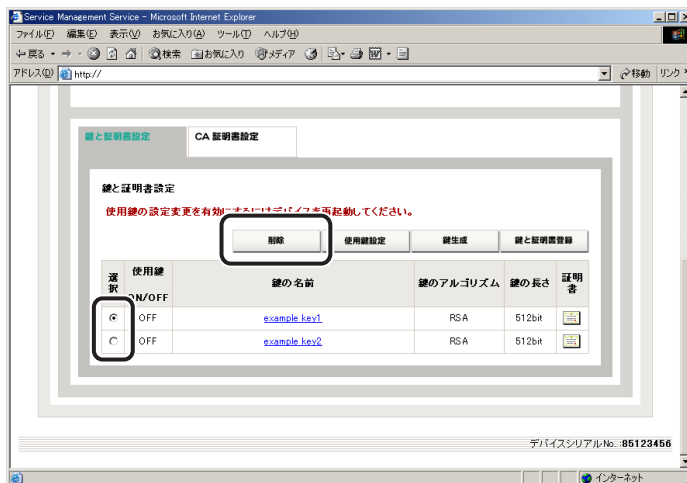 Service Management Service - Microsoft Internet Explorer
ファイル(F) 編集(E) 表示(V) お気に入り(A) ツール(T) ヘルプ(H)
戻る 検索 お気に入り メディア
アドレス(D) http:// 移動 リンク
鍵と証明書設定 CA 証明書設定
鍵と証明書設定
使用鍵の設定変更を有効にするにはデバイスを再起動してください。
削除 使用鍵設定 鍵生成 鍵と証明書登録
選択 使用鍵 ON/OFF 鍵の名前 鍵のアルゴリズム 鍵の長さ 証明書
OFF example key1 RSA 512bit
OFF example key2 RSA 512bit
デバイスシリアルNo. :85123456
インターネット